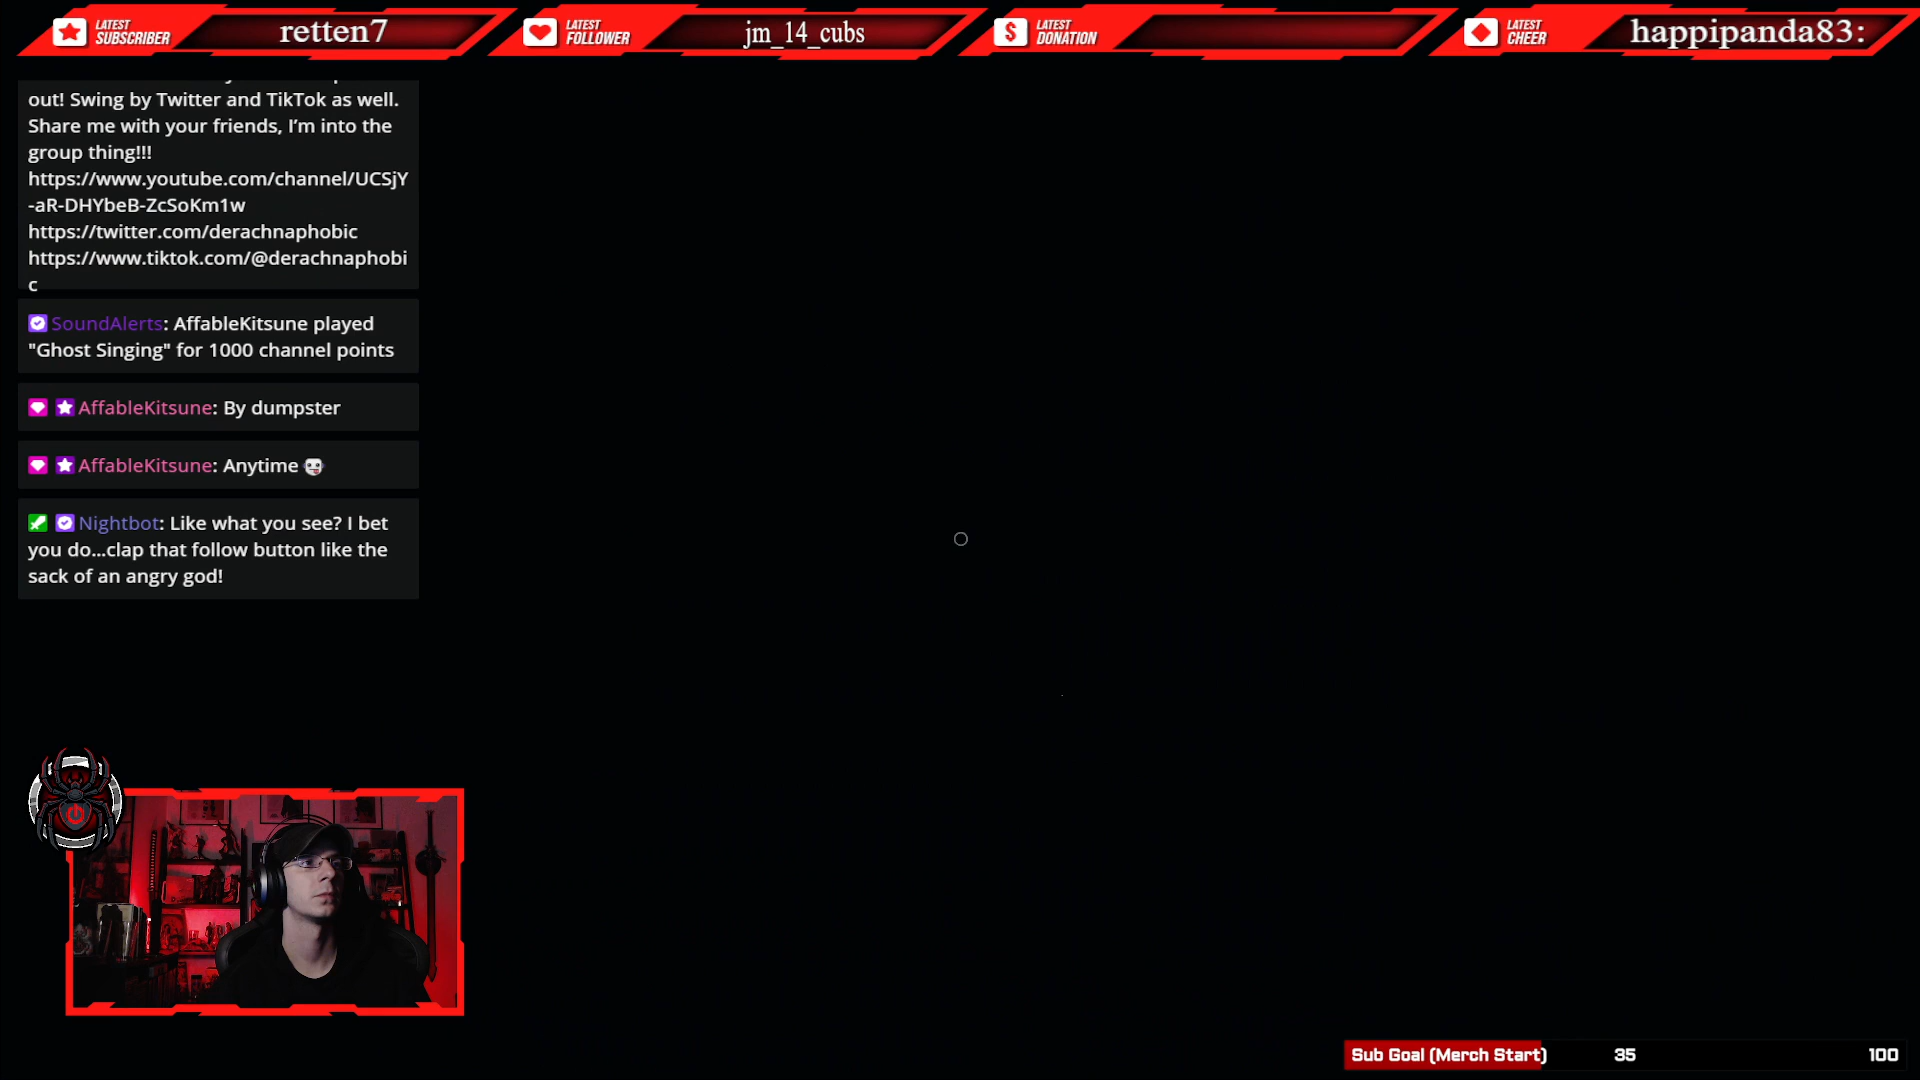 LATEST SUBSCRIBER
retten7
LATEST FOLLOWER
jm_14_cubs
LATEST DONATION
LATEST CHEER
happipanda83:
out! Swing by Twitter and TikTok as well.
Share me with your friends, I’m into the
group thing!!!
https://www.youtube.com/channel/UCSjY
-aR-DHYbeB-ZcSoKm1w
https://twitter.com/derachnaphobic
https://www.tiktok.com/@derachnaphobi
c
SoundAlerts: AffableKitsune played
"Ghost Singing" for 1000 channel points
AffableKitsune: By dumpster
AffableKitsune: Anytime
Nightbot: Like what you see? I bet
you do...clap that follow button like the
sack of an angry god!
Sub Goal (Merch Start) 35 100